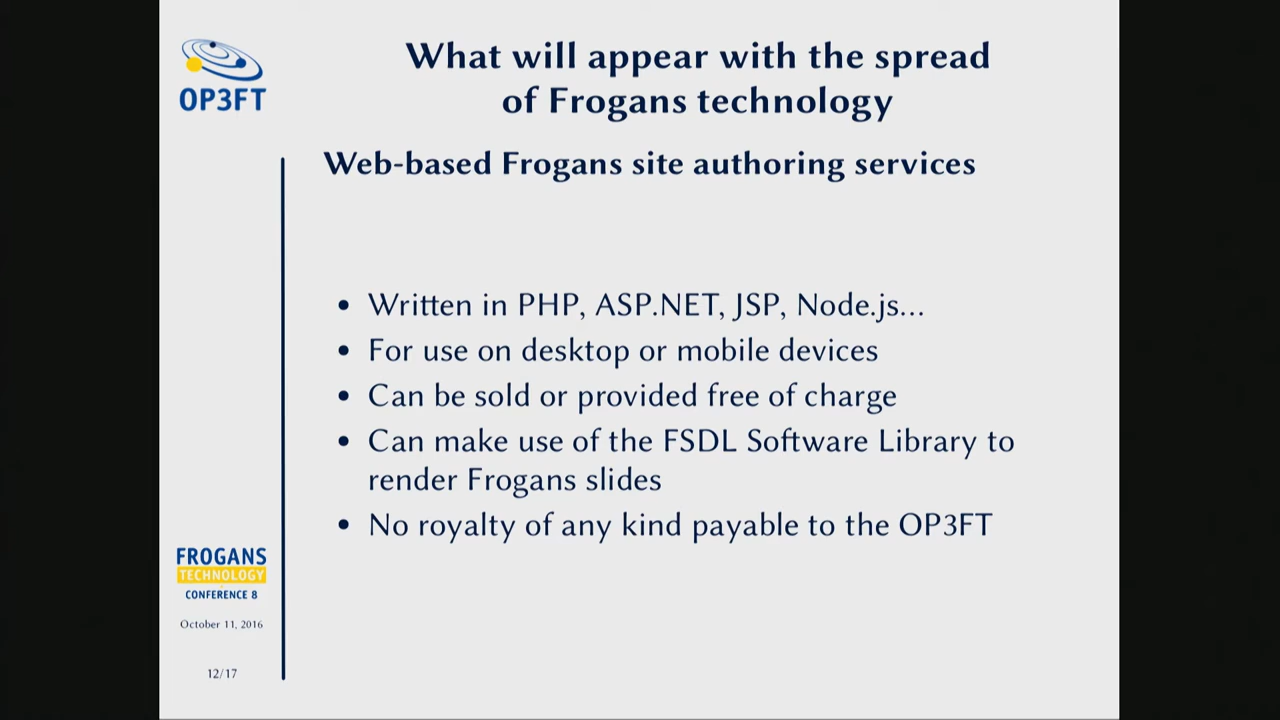 OP3FT
What will appear with the spread
of Frogans technology
Web-based Frogans site authoring services
• Written in PHP, ASP.NET, JSP, Node.js...
• For use on desktop or mobile devices
• Can be sold or provided free of charge
• Can make use of the FSDL Software Library to
render Frogans slides
• No royalty of any kind payable to the OP3FT
FROGANS
TECHNOLOGY
CONFERENCE 8
October 11, 2016
12/17